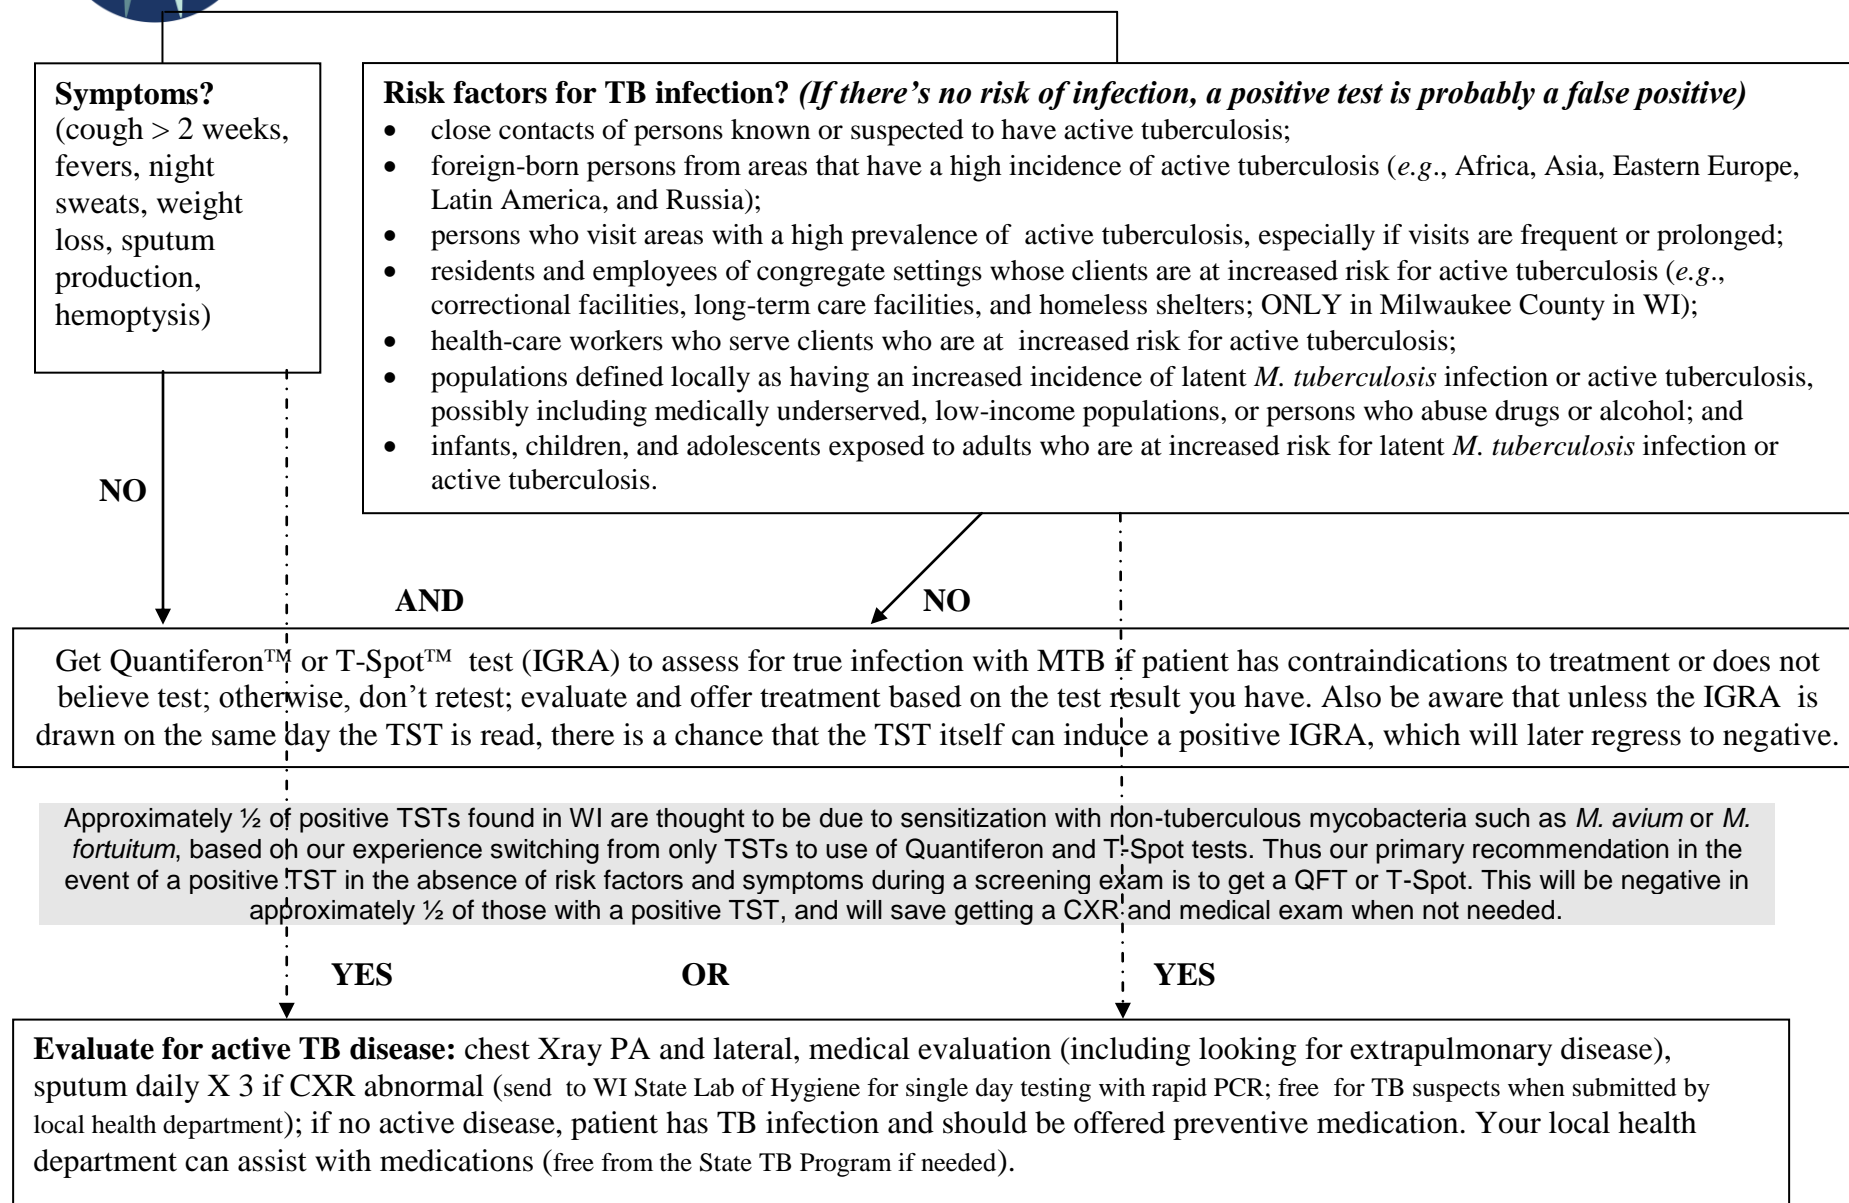 Symptoms?
(cough > 2 weeks,
fevers, night
sweats, weight
loss, sputum
production,
hemoptysis)
Risk factors for TB infection? (If there’s no risk of infection, a positive test is probably a false positive)
• close contacts of persons known or suspected to have active tuberculosis;
• foreign-born persons from areas that have a high incidence of active tuberculosis (e.g., Africa, Asia, Eastern Europe,
Latin America, and Russia);
• persons who visit areas with a high prevalence of active tuberculosis, especially if visits are frequent or prolonged;
• residents and employees of congregate settings whose clients are at increased risk for active tuberculosis (e.g.,
correctional facilities, long-term care facilities, and homeless shelters; ONLY in Milwaukee County in WI);
• health-care workers who serve clients who are at increased risk for active tuberculosis;
• populations defined locally as having an increased incidence of latent M. tuberculosis infection or active tuberculosis,
possibly including medically underserved, low-income populations, or persons who abuse drugs or alcohol; and
• infants, children, and adolescents exposed to adults who are at increased risk for latent M. tuberculosis infection or
active tuberculosis.
NO
AND NO
Get Quantiferon™ or T-Spot™ test (IGRA) to assess for true infection with MTB if patient has contraindications to treatment or does not
believe test; otherwise, don’t retest; evaluate and offer treatment based on the test result you have. Also be aware that unless the IGRA is
drawn on the same day the TST is read, there is a chance that the TST itself can induce a positive IGRA, which will later regress to negative.
Approximately ½ of positive TSTs found in WI are thought to be due to sensitization with non-tuberculous mycobacteria such as M. avium or M.
fortuitum, based on our experience switching from only TSTs to use of Quantiferon and T-Spot tests. Thus our primary recommendation in the
event of a positive TST in the absence of risk factors and symptoms during a screening exam is to get a QFT or T-Spot. This will be negative in
approximately ½ of those with a positive TST, and will save getting a CXR and medical exam when not needed.
YES OR YES
Evaluate for active TB disease: chest Xray PA and lateral, medical evaluation (including looking for extrapulmonary disease),
sputum daily X 3 if CXR abnormal (send to WI State Lab of Hygiene for single day testing with rapid PCR; free for TB suspects when submitted by
local health department); if no active disease, patient has TB infection and should be offered preventive medication. Your local health
department can assist with medications (free from the State TB Program if needed).